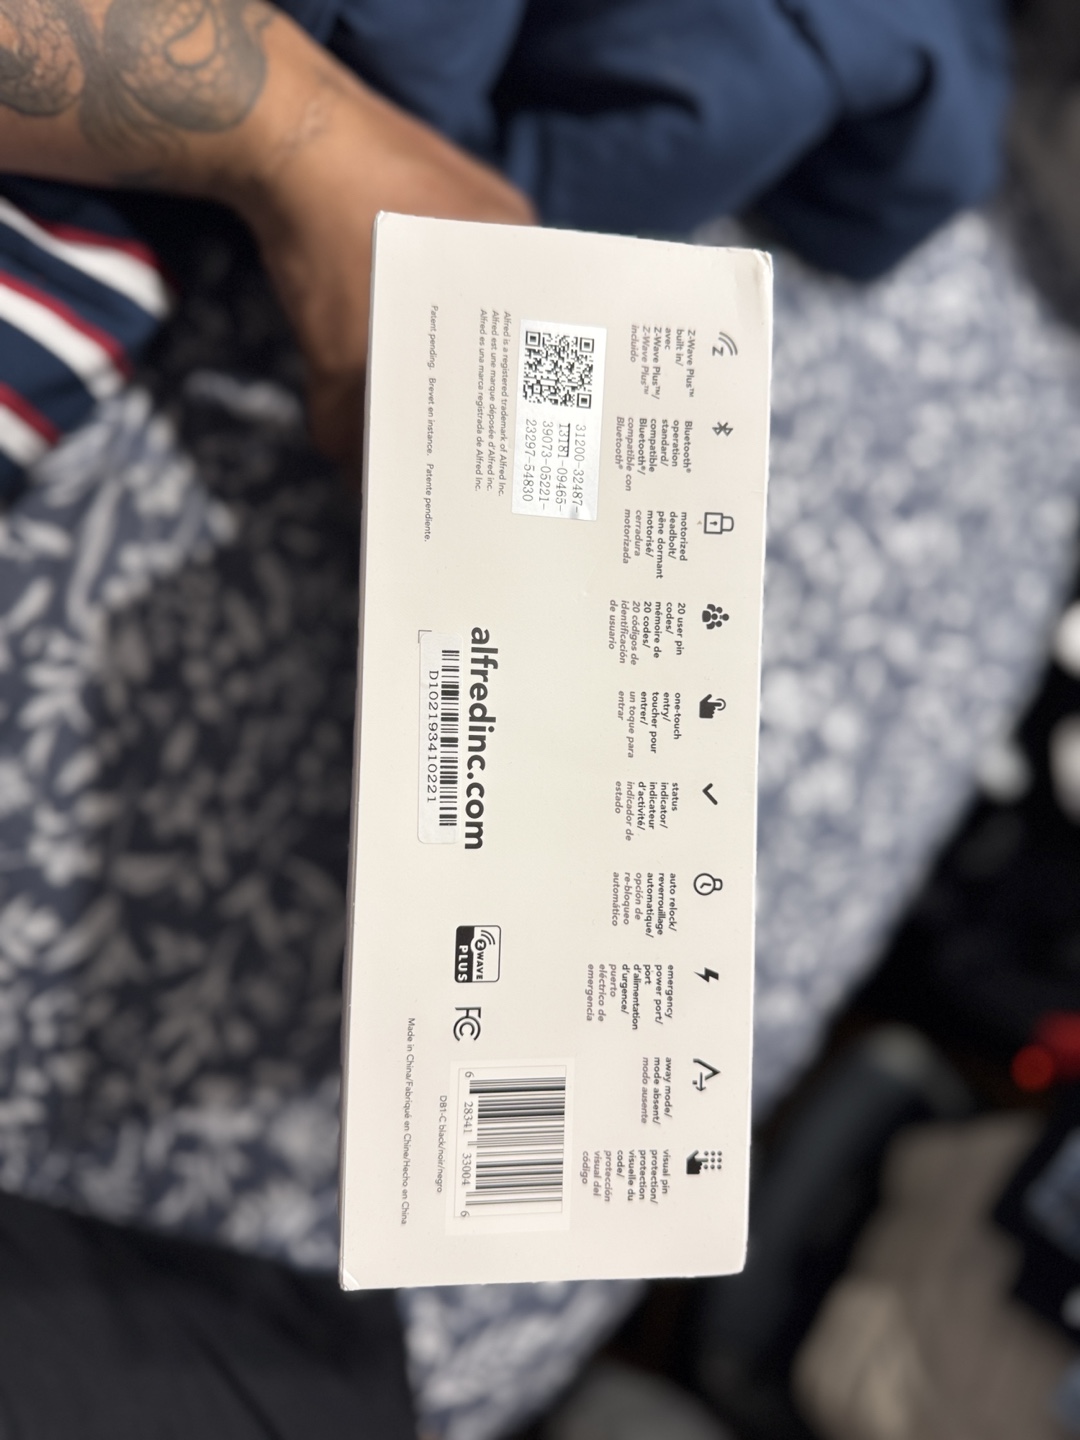 Z-Wave Plus™
built in/
avec
Z-Wave Plus™/
Z-Wave Plus™
incluido
Bluetooth®
operation
standard/
compatible
Bluetooth®/
compatible con
Bluetooth®
motorized
deadbolt/
pêne dormant
motorisé/
cerradura
motorizada
20 user pin
codes/
mémoire de
20 codes/
20 códigos de
identificación
de usuario
one-touch
entry/
toucher pour
entrer/
un toque para
entrar
status
indicator/
indicateur
d'activité/
indicador de
estado
auto relock/
reverrouillage
automatique/
opción de
re-bloqueo
automático
emergency
power port/
port
d'alimentation
d'urgence/
puerto
eléctrico de
emergencia
away mode/
mode absent/
modo ausente
visual pin
protection/
protection
visuelle du
code/
protección
visual del
código
31200-32487-
13181-09465-
39073-05221-
23297-54830
Alfred is a registered trademark of Alfred Inc.
Alfred est une marque déposée d'Alfred inc.
Alfred es una marca registrada de Alfred Inc.
alfredinc.com
D102193410221
Z WAVE
PLUS
FC
6 28341 33004 6
DB1-C black/noir/negro
Patent pending. Brevet en instance. Patente pendiente.
Made in China/Fabriqué en Chine/Hecho en China.